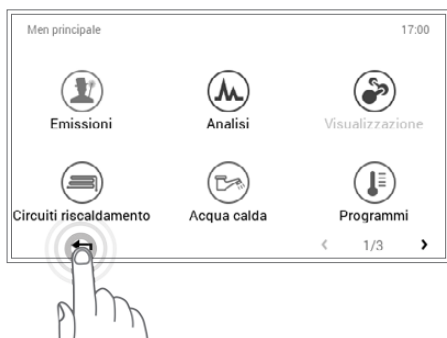 Men principale 17:00
Emissioni Analisi Visualizzazione
Circuiti riscaldamento Acqua calda Programmi
1/3